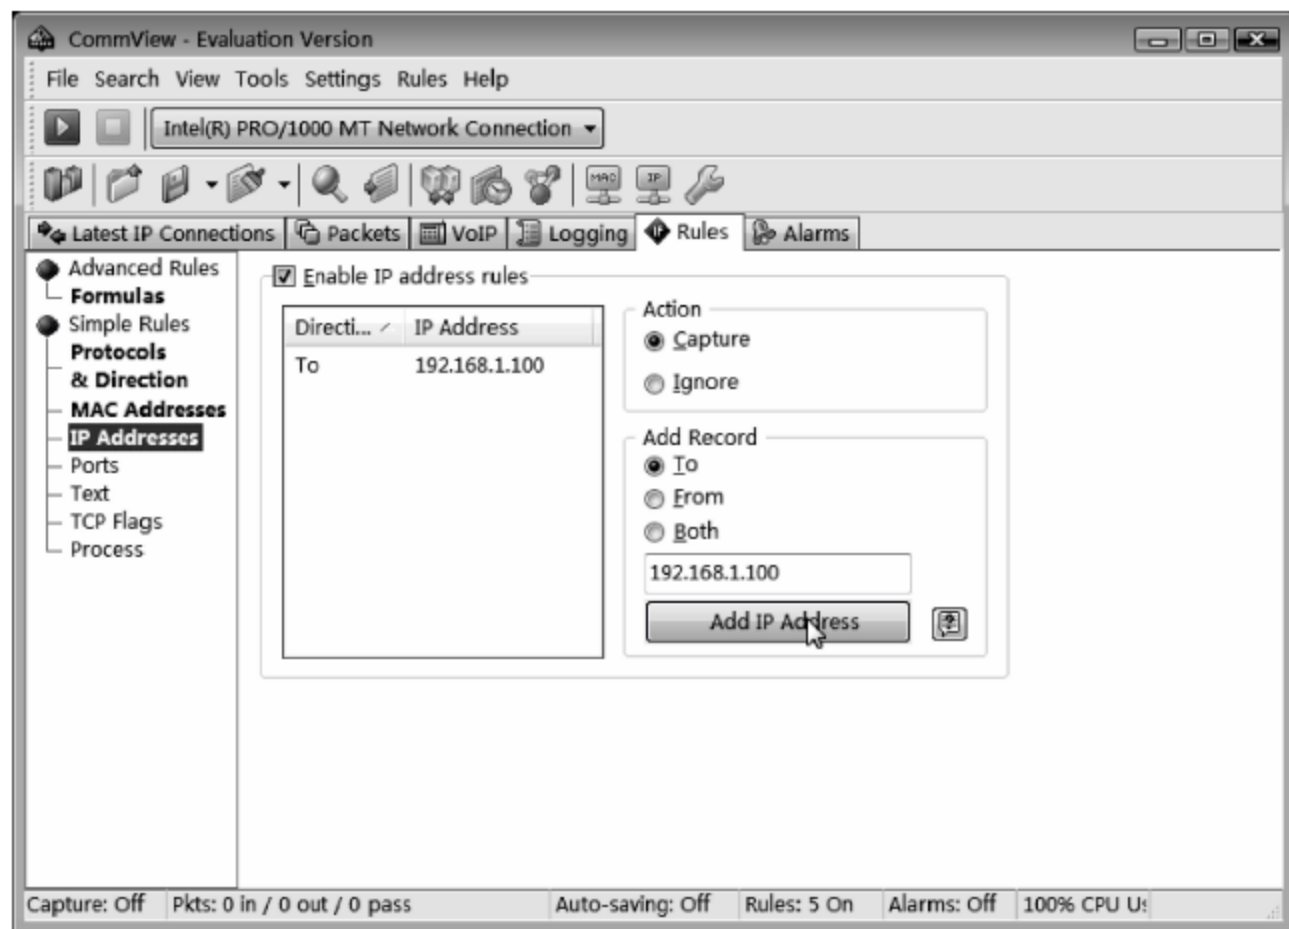 CommView - Evaluation Version
File Search View Tools Settings Rules Help
Intel(R) PRO/1000 MT Network Connection
MAC IP
Latest IP Connections Packets VoIP Logging Rules Alarms
Advanced Rules
Formulas
Simple Rules
Protocols
& Direction
MAC Addresses
IP Addresses
Ports
Text
TCP Flags
Process
Enable IP address rules
Directi... IP Address
To 192.168.1.100
Action
Capture
Ignore
Add Record
To
From
Both
192.168.1.100
Add IP Address
Capture: Off Pkts: 0 in / 0 out / 0 pass Auto-saving: Off Rules: 5 On Alarms: Off 100% CPU